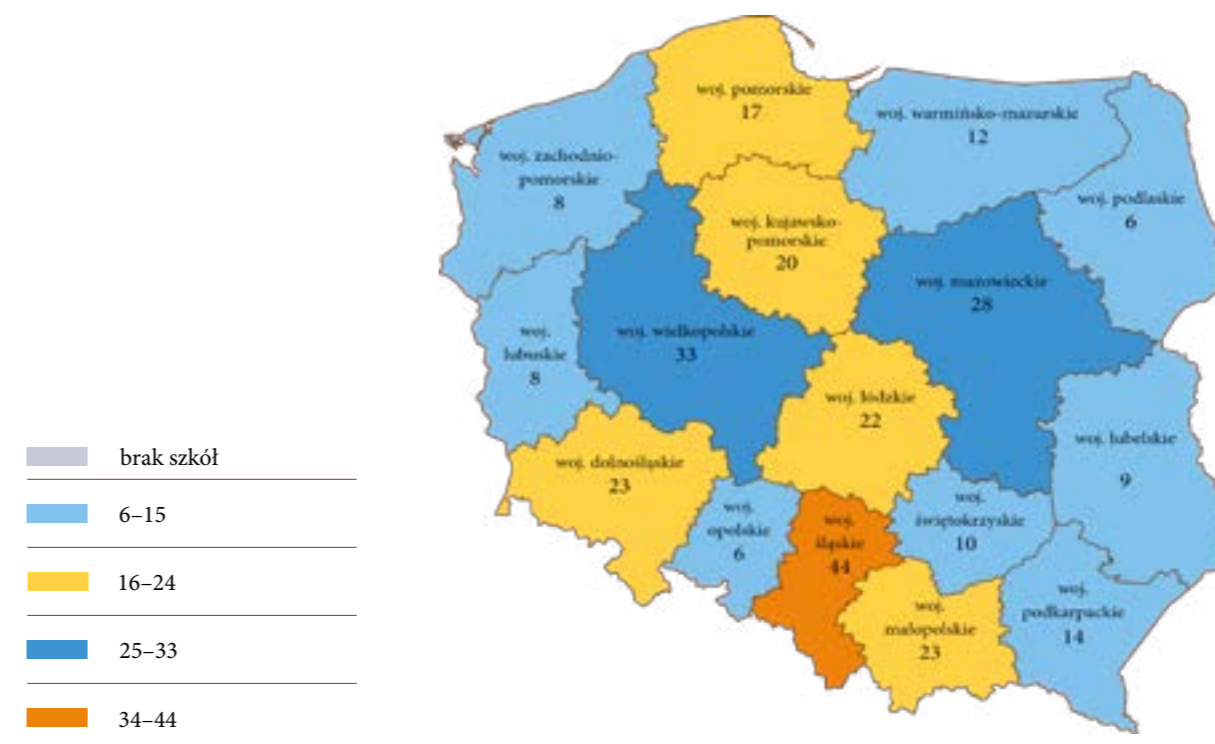 woj. pomorskie
17
woj. warmińsko-mazurskie
12
woj. zachodnio-
pomorskie
8
woj. podlaskie
6
woj. kujawsko-
pomorskie
20
woj. mazowieckie
28
woj. wielkopolskie
33
woj.
lubuskie
8
woj. łódzkie
22
woj. dolnośląskie
23
woj. lubelskie
9
woj.
opolskie
6
woj.
śląskie
44
woj.
świętokrzyskie
10
woj.
małopolskie
23
woj.
podkarpackie
14
brak szkół
6–15
16–24
25–33
34–44